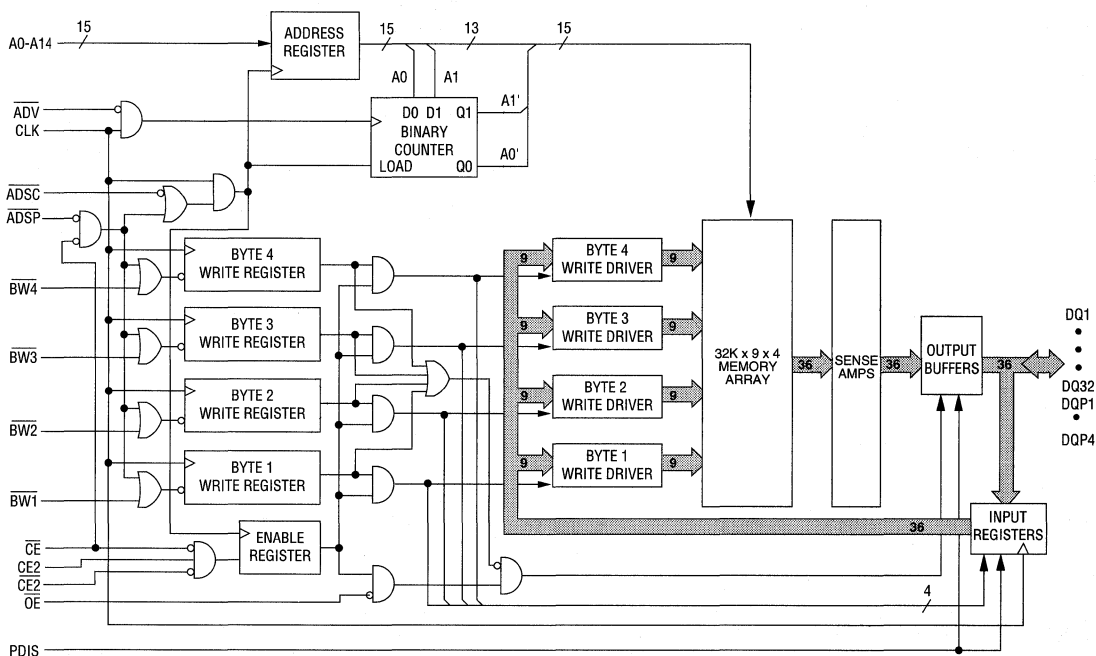 15
A0-A14
ADDRESS
REGISTER
15
13
15
A0
A1
ADV
CLK
D0 D1 Q1
BINARY
COUNTER
LOAD Q0
A1'
A0'
ADSC
ADSP
BYTE 4
WRITE REGISTER
BW4
BYTE 3
WRITE REGISTER
BW3
BYTE 2
WRITE REGISTER
BW2
BYTE 1
WRITE REGISTER
BW1
CE
CE2
CE2
OE
ENABLE
REGISTER
PDIS
9
BYTE 4
WRITE DRIVER
9
9
BYTE 3
WRITE DRIVER
9
9
BYTE 2
WRITE DRIVER
9
9
BYTE 1
WRITE DRIVER
9
32K x 9 x 4
MEMORY
ARRAY
36
SENSE
AMPS
36
OUTPUT
BUFFERS
36
DQ1
DQ32
DQP1
DQP4
36
INPUT
REGISTERS
4